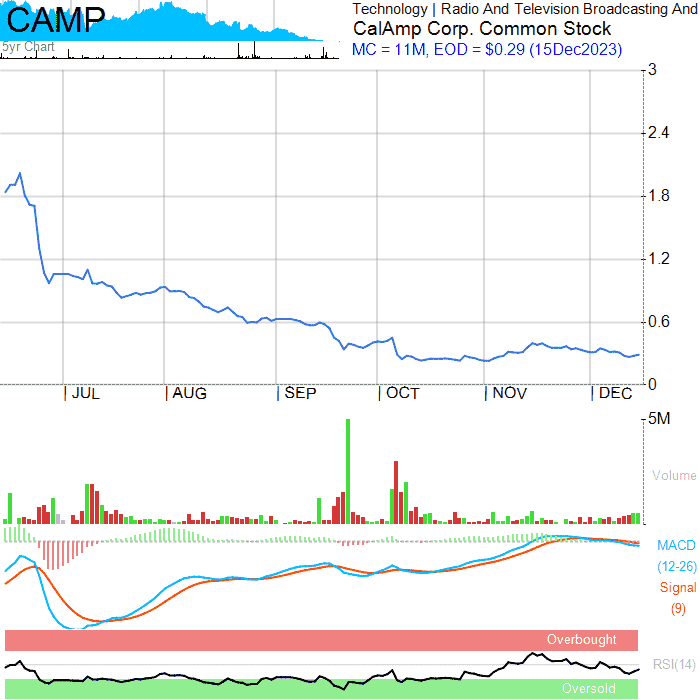 CAMP
5yr Chart
Technology | Radio And Television Broadcasting And
CalAmp Corp. Common Stock
MC = 11M, EOD = $0.29 (15Dec2023)
3
2.4
1.8
1.2
0.6
0
| JUL | AUG | SEP | OCT | NOV | DEC
5M
Volume
MACD
(12-26)
Signal
(9)
Overbought
RSI(14)
Oversold